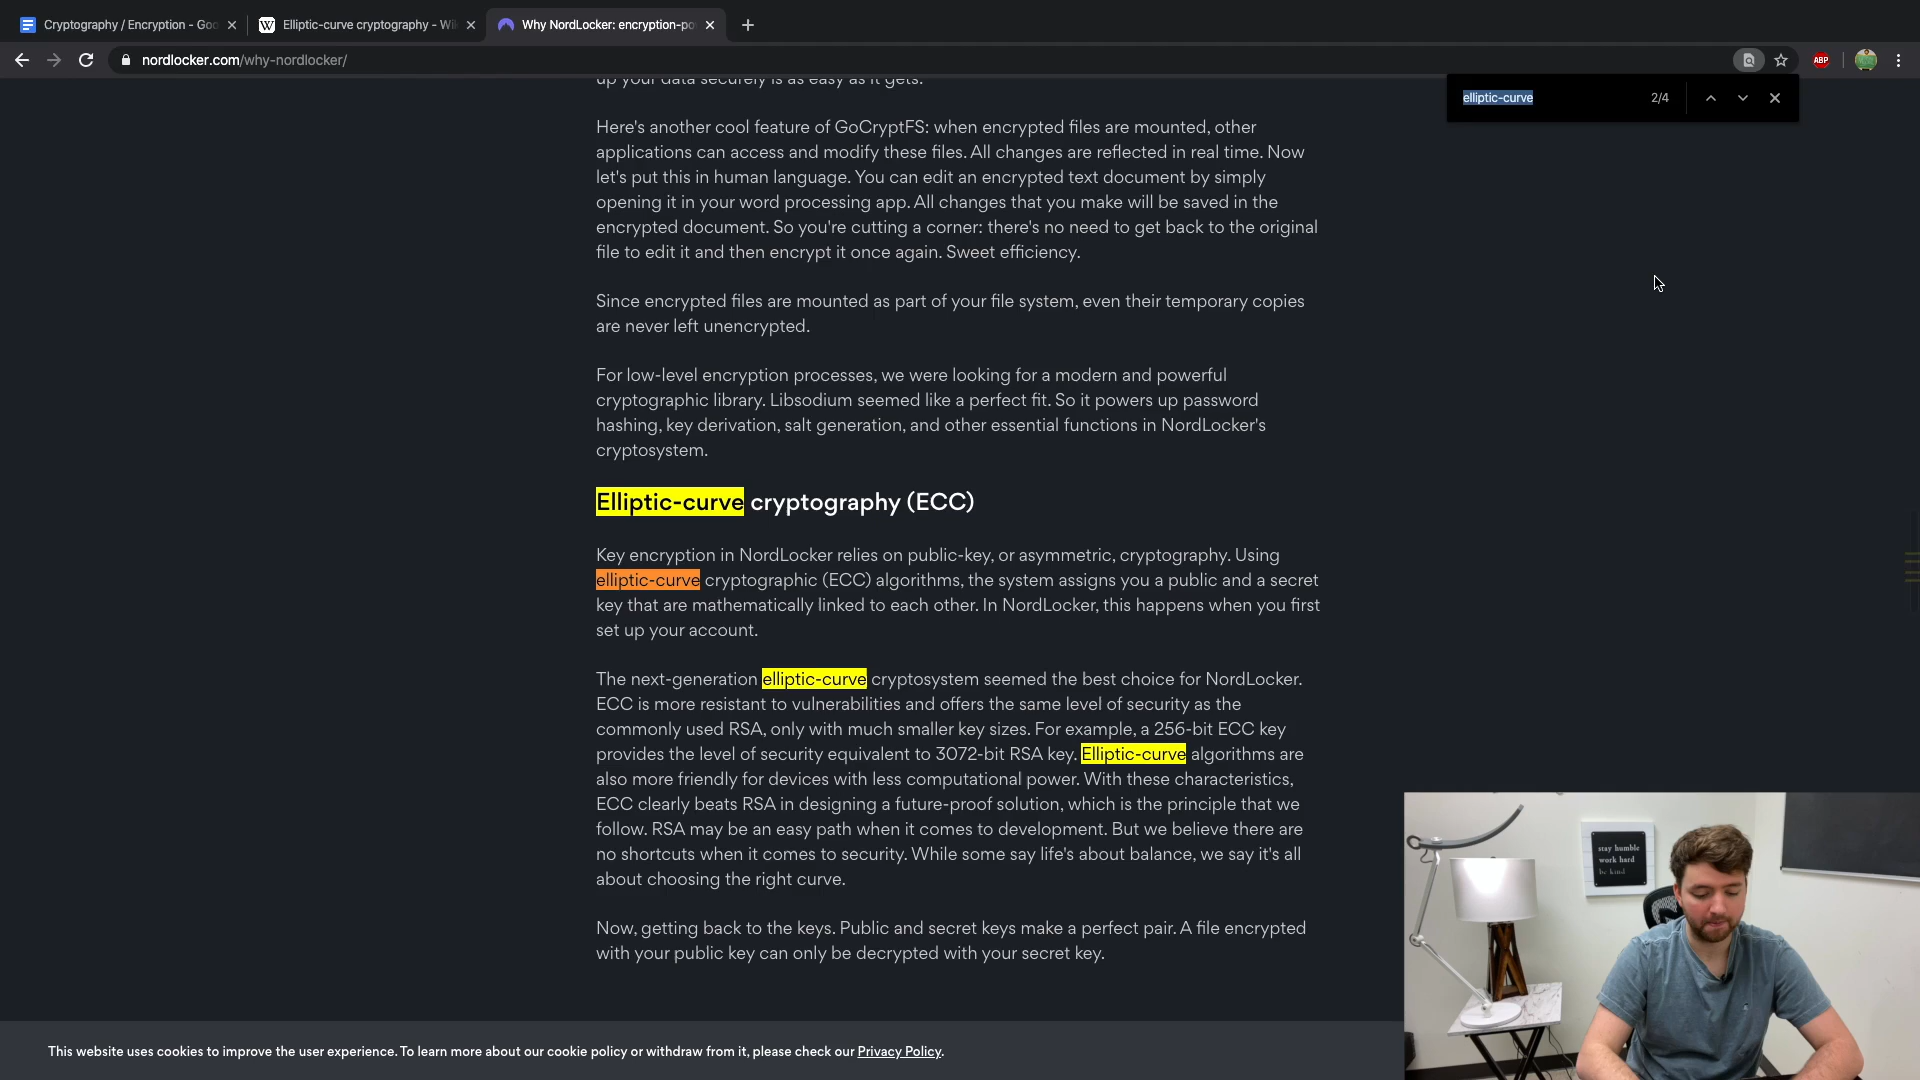 Cryptography / Encryption - Goo
Elliptic-curve cryptography - Wi
Why NordLocker: encryption-po
nordlocker.com/why-nordlocker/
ABP
elliptic-curve 2/4
up your data securely is as easy as it gets.
Here's another cool feature of GoCryptFS: when encrypted files are mounted, other
applications can access and modify these files. All changes are reflected in real time. Now
let's put this in human language. You can edit an encrypted text document by simply
opening it in your word processing app. All changes that you make will be saved in the
encrypted document. So you're cutting a corner: there's no need to get back to the original
file to edit it and then encrypt it once again. Sweet efficiency.
Since encrypted files are mounted as part of your file system, even their temporary copies
are never left unencrypted.
For low-level encryption processes, we were looking for a modern and powerful
cryptographic library. Libsodium seemed like a perfect fit. So it powers up password
hashing, key derivation, salt generation, and other essential functions in NordLocker's
cryptosystem.
Elliptic-curve cryptography (ECC)
Key encryption in NordLocker relies on public-key, or asymmetric, cryptography. Using
elliptic-curve cryptographic (ECC) algorithms, the system assigns you a public and a secret
key that are mathematically linked to each other. In NordLocker, this happens when you first
set up your account.
The next-generation elliptic-curve cryptosystem seemed the best choice for NordLocker.
ECC is more resistant to vulnerabilities and offers the same level of security as the
commonly used RSA, only with much smaller key sizes. For example, a 256-bit ECC key
provides the level of security equivalent to 3072-bit RSA key. Elliptic-curve algorithms are
also more friendly for devices with less computational power. With these characteristics,
ECC clearly beats RSA in designing a future-proof solution, which is the principle that we
follow. RSA may be an easy path when it comes to development. But we believe there are
no shortcuts when it comes to security. While some say life's about balance, we say it's all
about choosing the right curve.
Now, getting back to the keys. Public and secret keys make a perfect pair. A file encrypted
with your public key can only be decrypted with your secret key.
stay humble
work hard
be kind
This website uses cookies to improve the user experience. To learn more about our cookie policy or withdraw from it, please check our Privacy Policy.